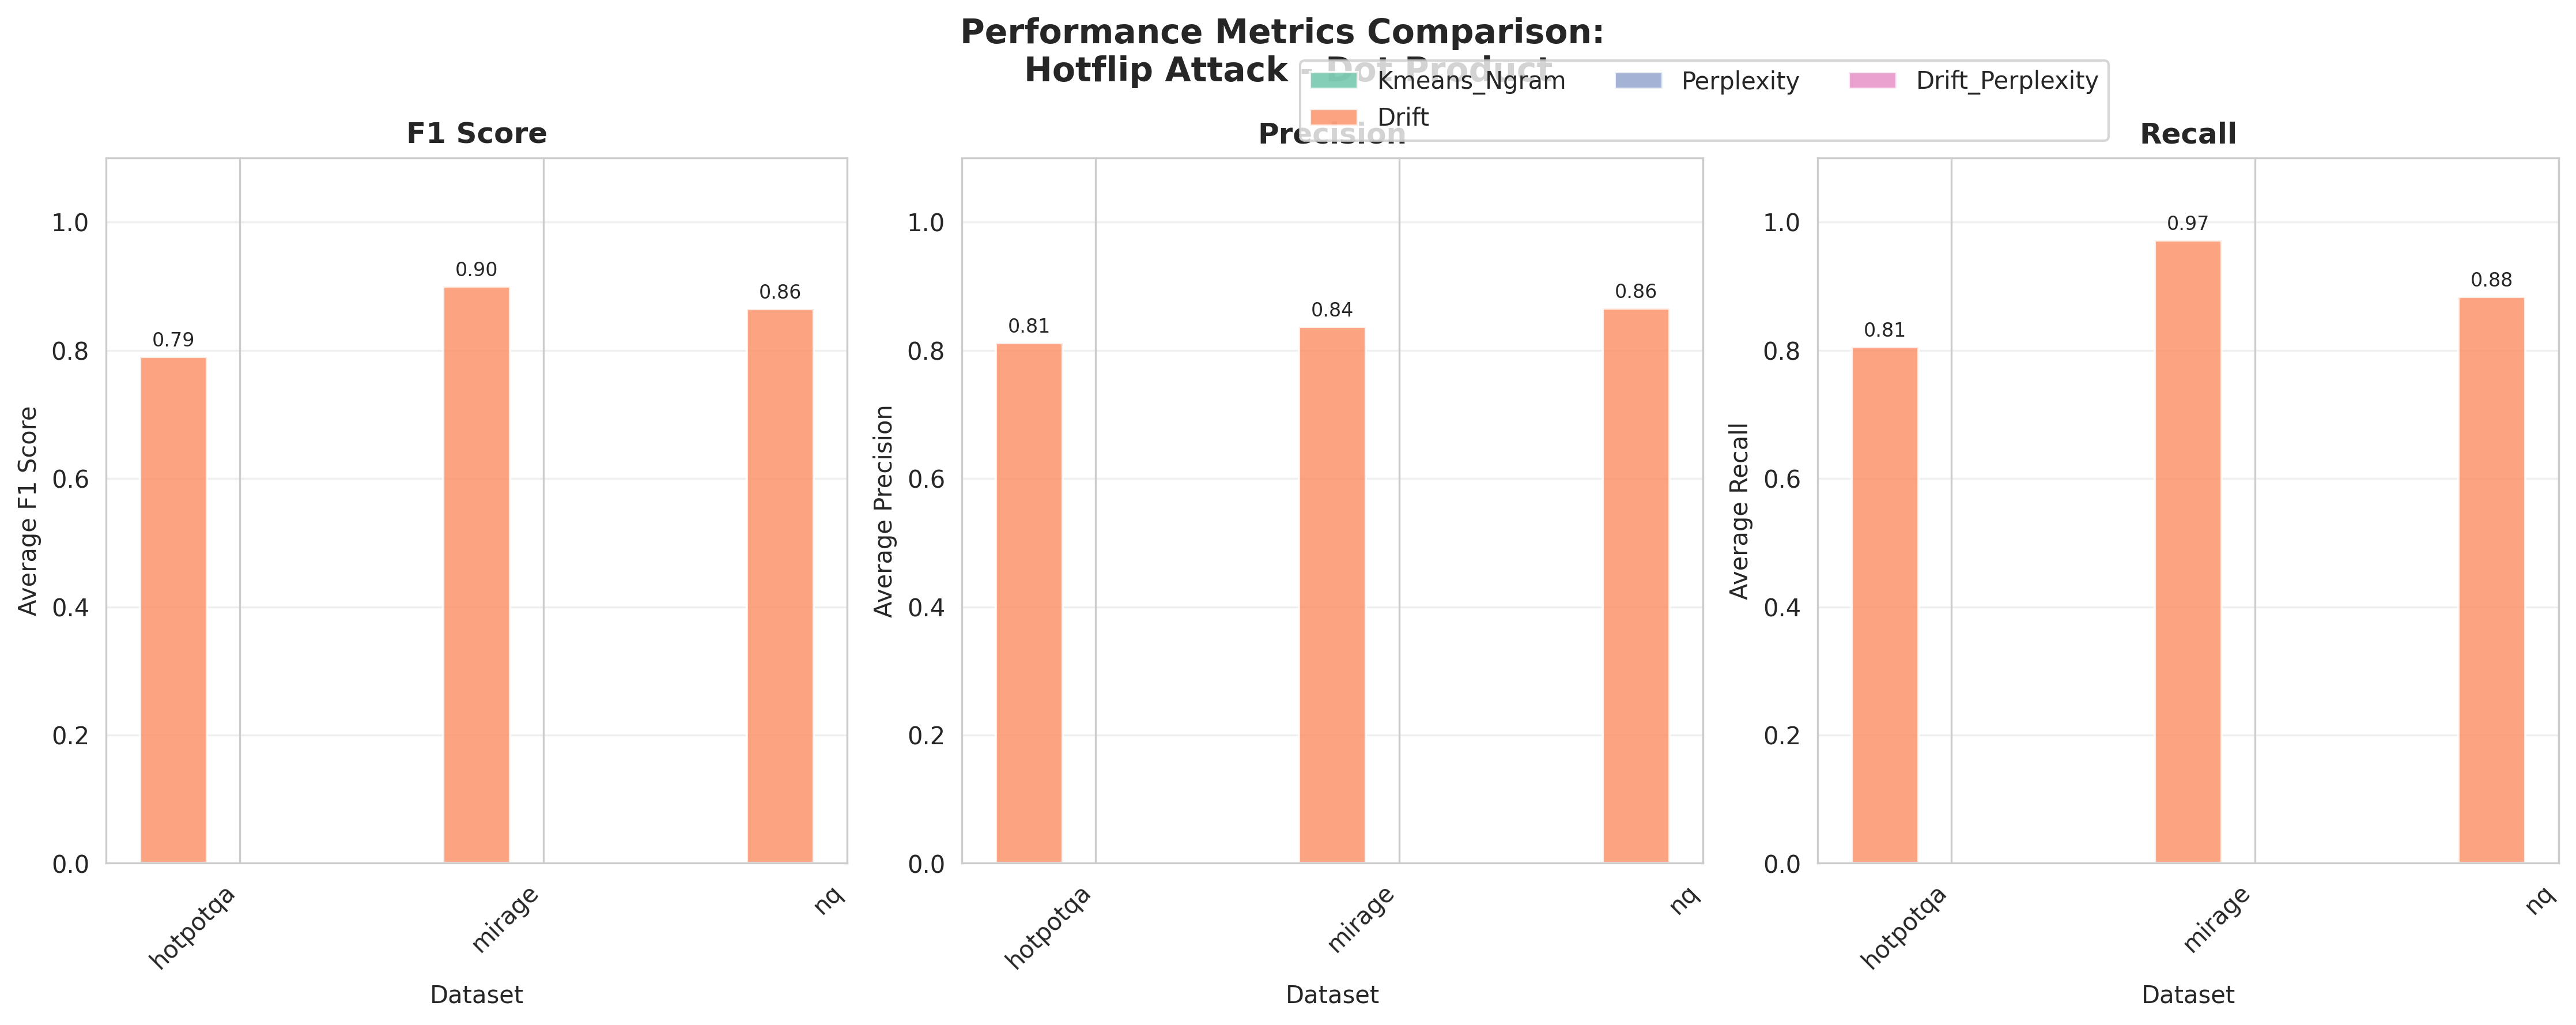 Performance Metrics Comparison:
Hotflip Attack - Dot Product
Kmeans_Ngram
Drift
Perplexity
Drift_Perplexity
F1 Score
Average F1 Score
1.0
0.8
0.6
0.4
0.2
0.0
0.79
0.90
0.86
hotpotqa
mirage
nq
Dataset
Precision
Average Precision
1.0
0.8
0.6
0.4
0.2
0.0
0.81
0.84
0.86
hotpotqa
mirage
nq
Dataset
Recall
Average Recall
1.0
0.8
0.6
0.4
0.2
0.0
0.81
0.97
0.88
hotpotqa
mirage
nq
Dataset